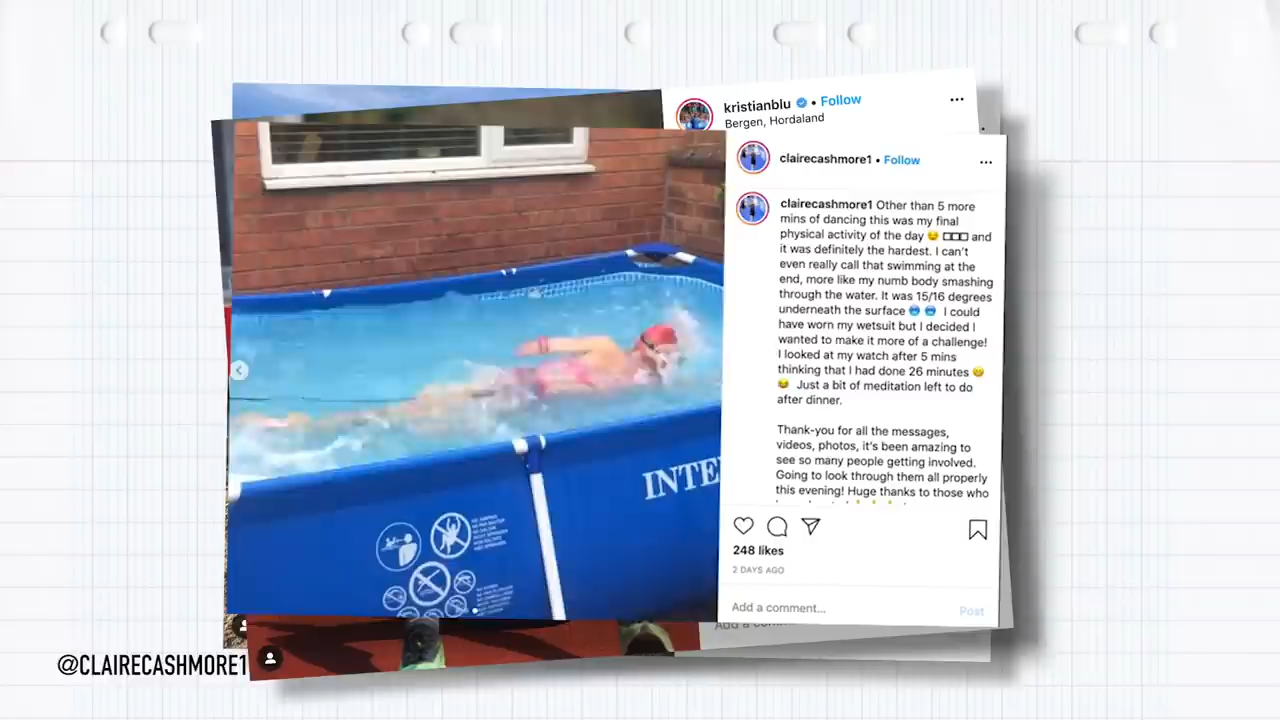 kristianblu • Follow
Bergen, Hordaland
clairecashmore1 • Follow
clairecashmore1 Other than 5 more
mins of dancing this was my final
physical activity of the day 😉 □□□ and
it was definitely the hardest. I can't
even really call that swimming at the
end, more like my numb body smashing
through the water. It was 15/16 degrees
underneath the surface 🥶 🥶 I could
have worn my wetsuit but I decided I
wanted to make it more of a challenge!
I looked at my watch after 5 mins
thinking that I had done 26 minutes 😄
😂 Just a bit of meditation left to do
after dinner.
Thank-you for all the messages,
videos, photos, it's been amazing to
see so many people getting involved.
Going to look through them all properly
this evening! Huge thanks to those who
INTE
248 likes
2 DAYS AGO
Add a comment...
Post
Add a
@CLAIRECASHMORE1